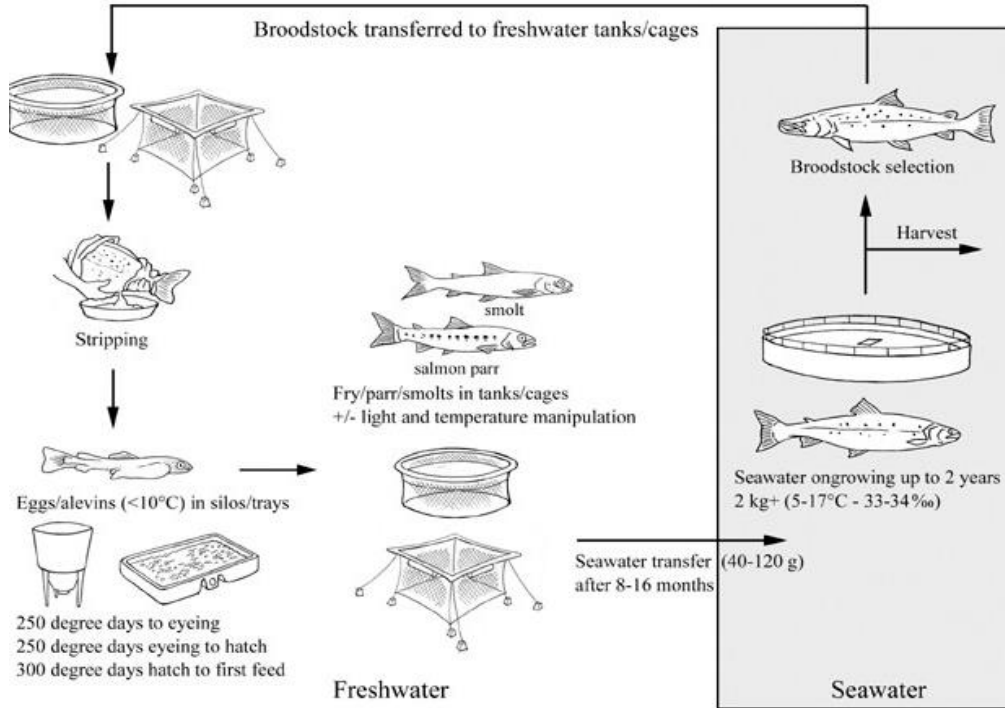 Broodstock transferred to freshwater tanks/cages
Broodstock selection
Harvest
Stripping
smolt
salmon parr
Fry/parr/smolts in tanks/cages
+/- light and temperature manipulation
Eggs/alevins (<10°C) in silos/trays
250 degree days to eyeing
250 degree days eyeing to hatch
300 degree days hatch to first feed
Seawater transfer (40-120 g)
after 8-16 months
Seawater ongrowing up to 2 years
2 kg+ (5-17°C - 33-34‰)
Freshwater
Seawater